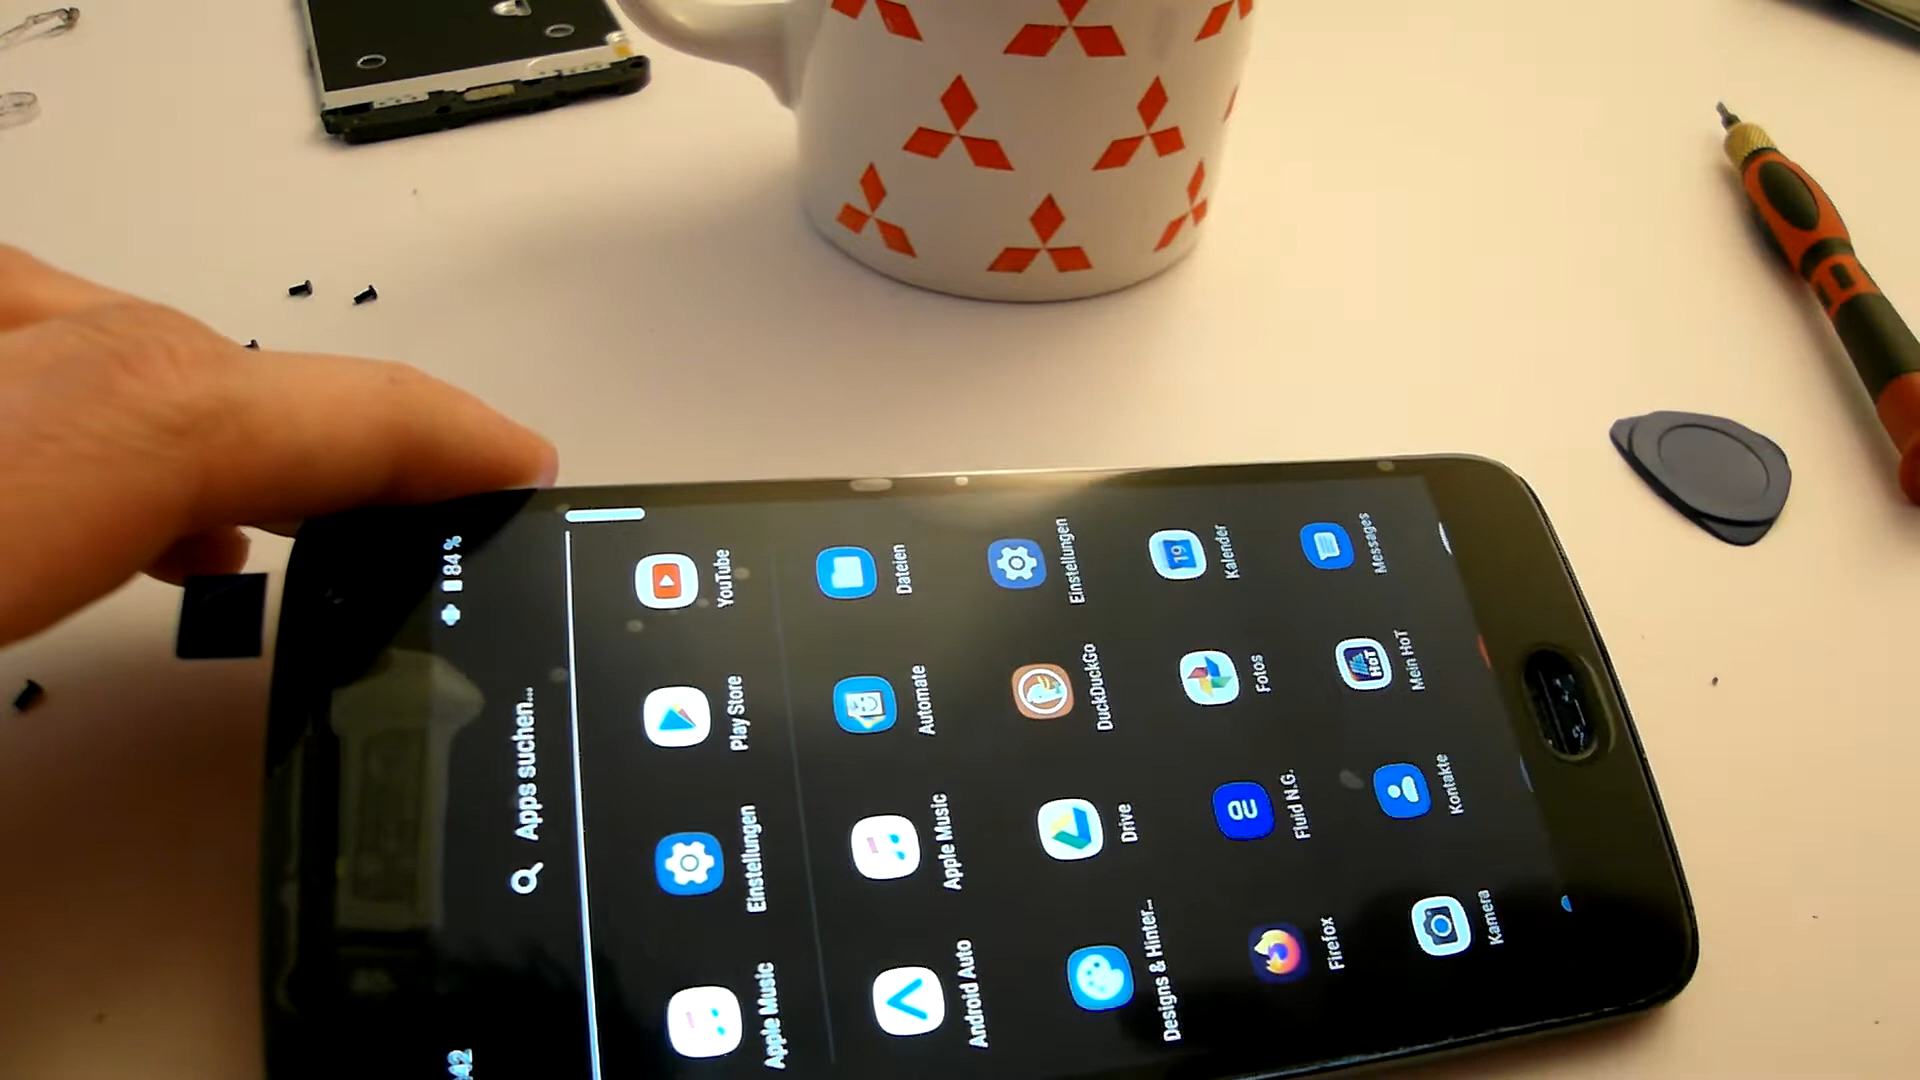 84 %
Apps suchen...
Apple Music
Einstellungen
Play Store
YouTube
Android Auto
Apple Music
Automate
Dateien
Designs & Hinter...
Drive
DuckDuckGo
Einstellungen
Firefox
Fluid N.G.
Fotos
Kalender
19
Kamera
Kontakte
Mein HoT
HoT
Messages